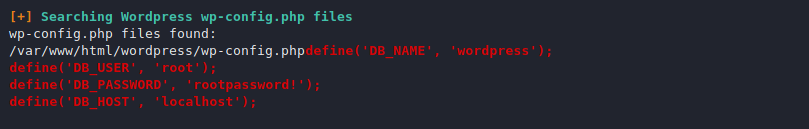 [+] Searching Wordpress wp-config.php files
wp-config.php files found:
/var/www/html/wordpress/wp-config.phpdefine('DB_NAME', 'wordpress');
define('DB_USER', 'root');
define('DB_PASSWORD', 'rootpassword!');
define('DB_HOST', 'localhost');